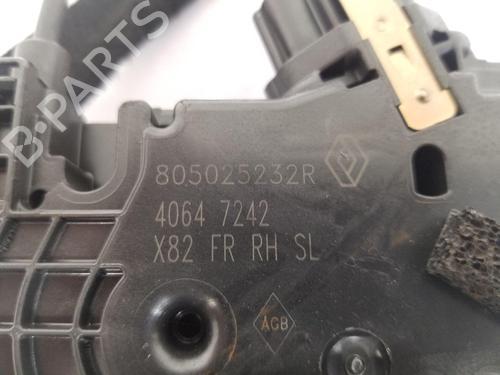 B-PARTS
805025232R
4064 7242
X82 FR RH SL
AGB